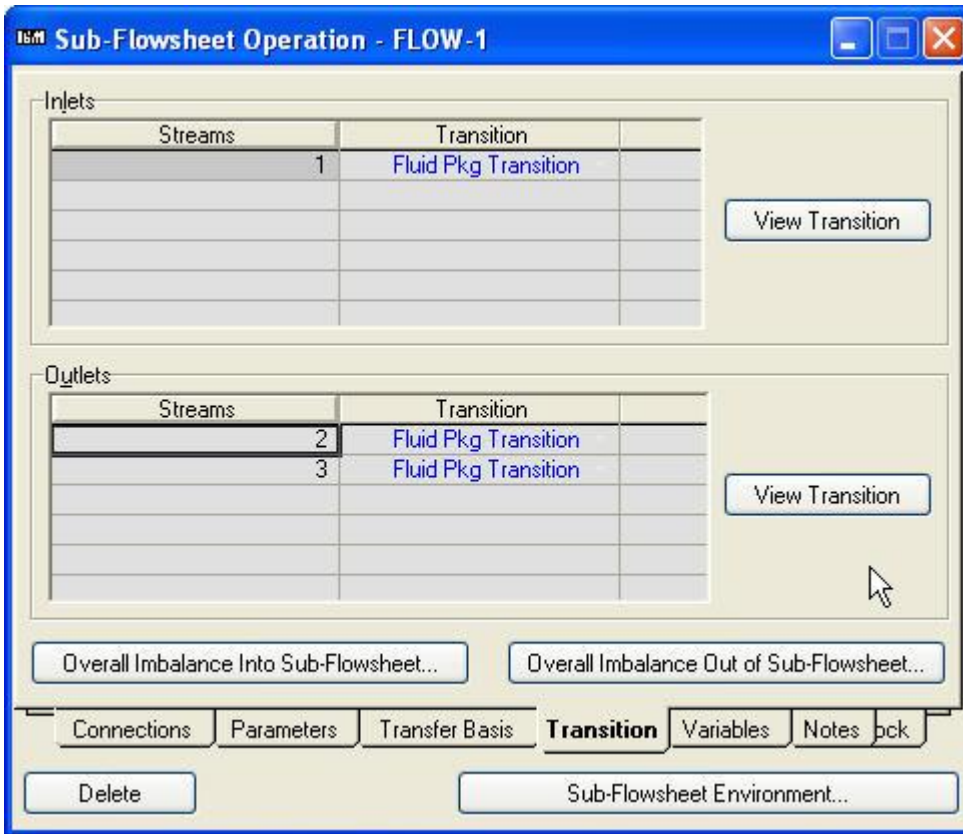 Sub-Flowsheet Operation - FLOW-1
Inlets
Streams Transition
1 Fluid Pkg Transition
View Transition
Outlets
Streams Transition
2 Fluid Pkg Transition
3 Fluid Pkg Transition
View Transition
Overall Imbalance Into Sub-Flowsheet... Overall Imbalance Out of Sub-Flowsheet...
Connections Parameters Transfer Basis Transition Variables Notes ock
Delete Sub-Flowsheet Environment...